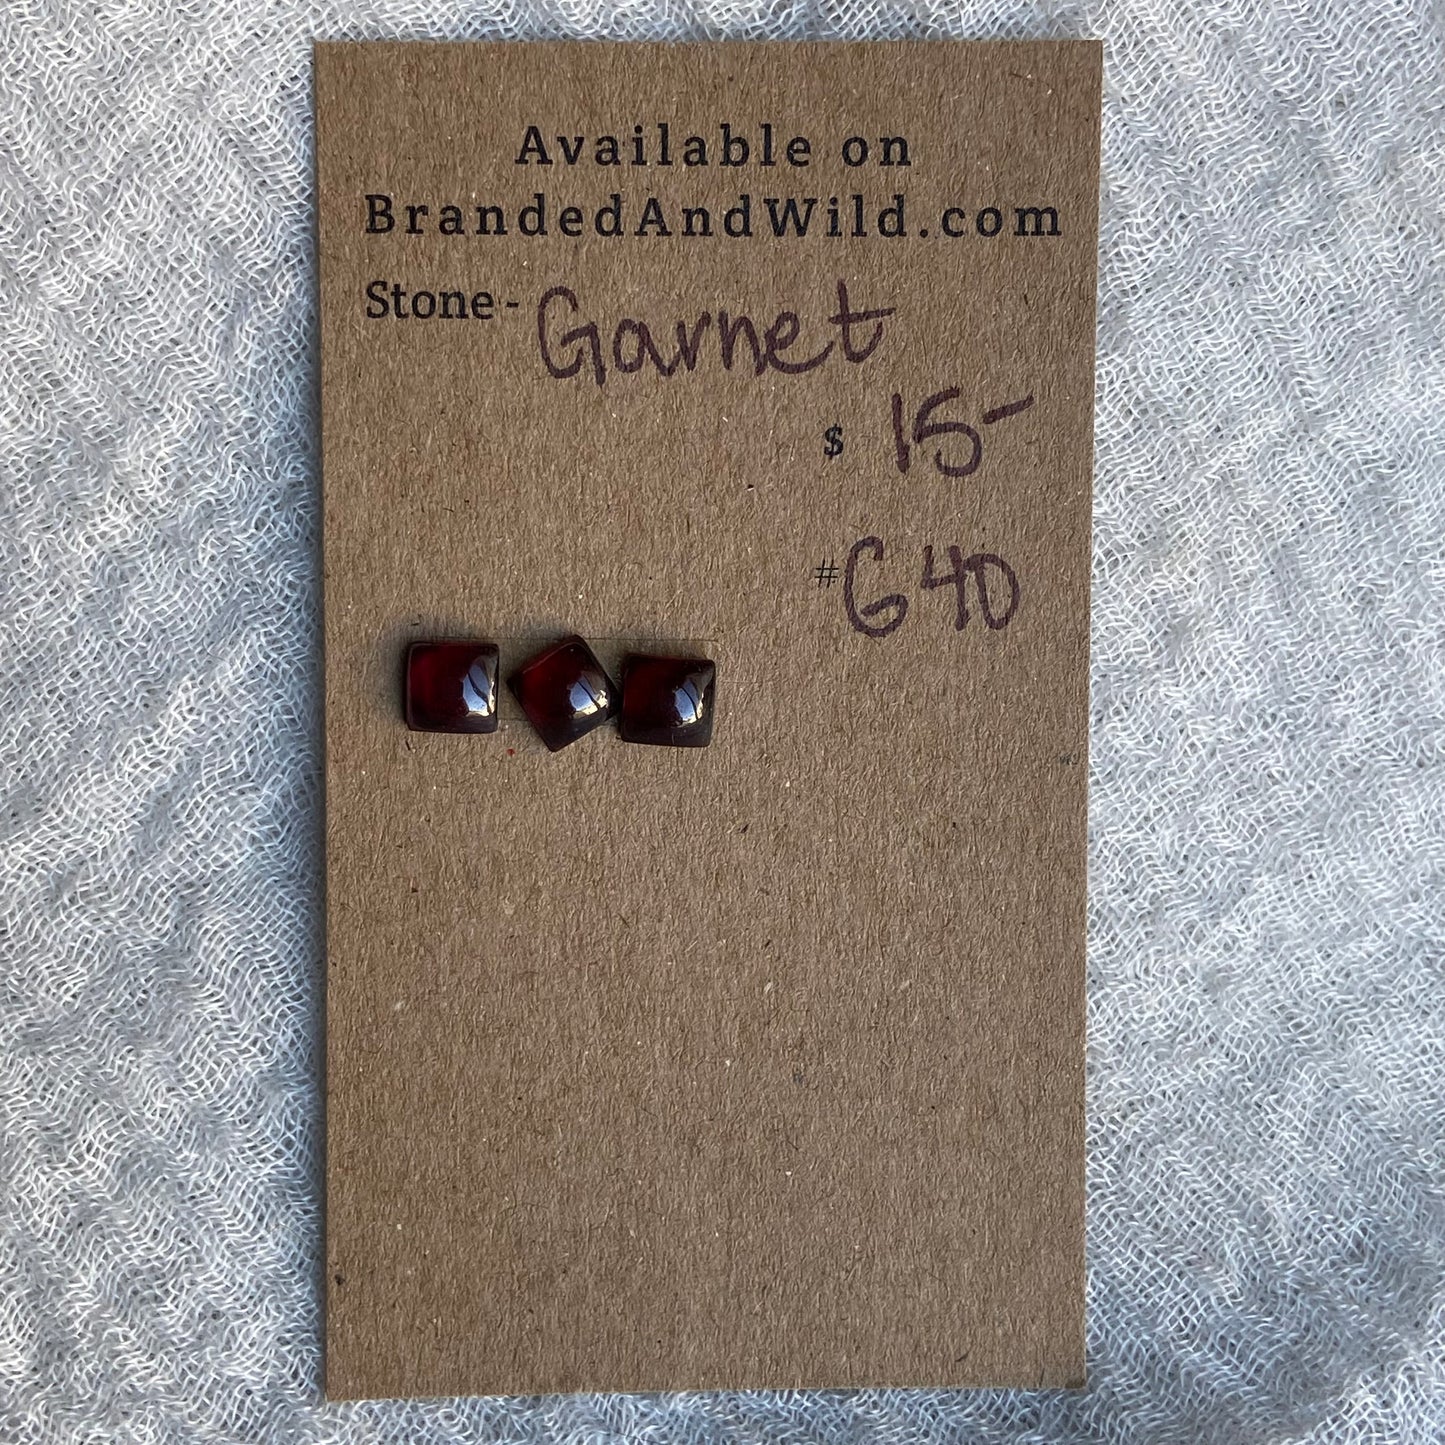 Available on
BrandedAndWild.com
Stone - Garnet
$ 15-
# G40